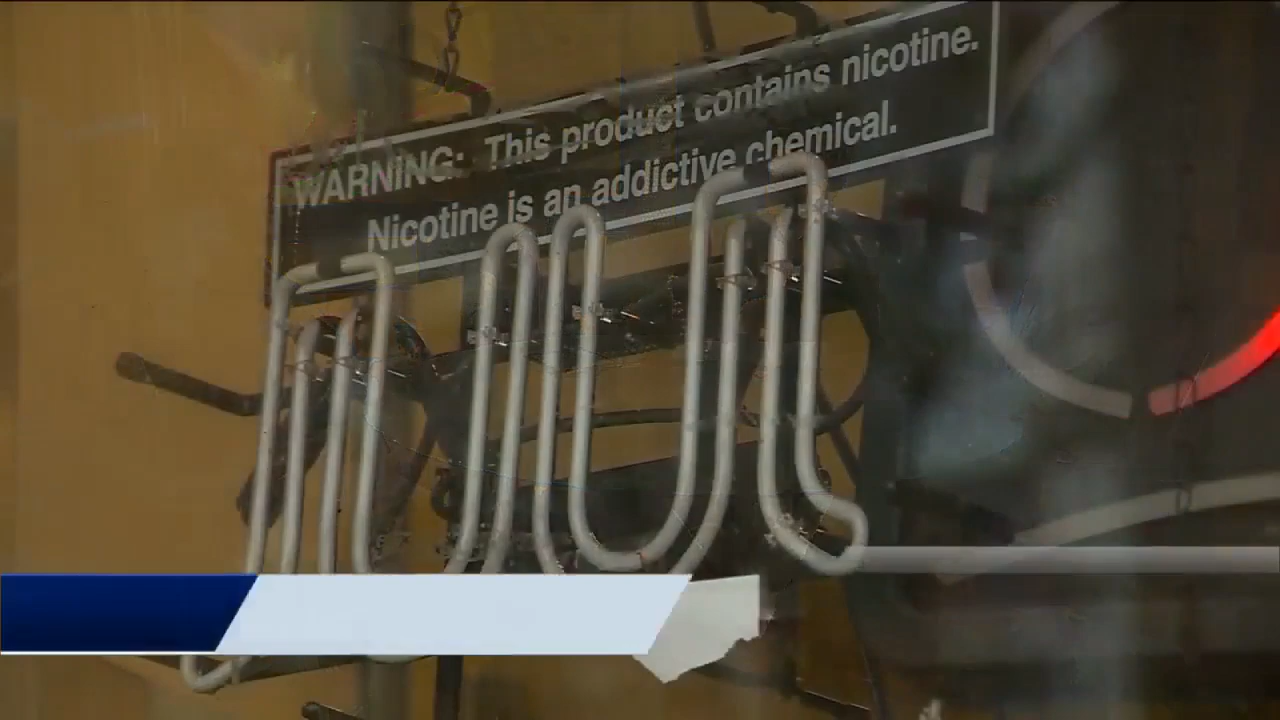 WARNING: This product contains nicotine.
Nicotine is an addictive chemical.
JUUL